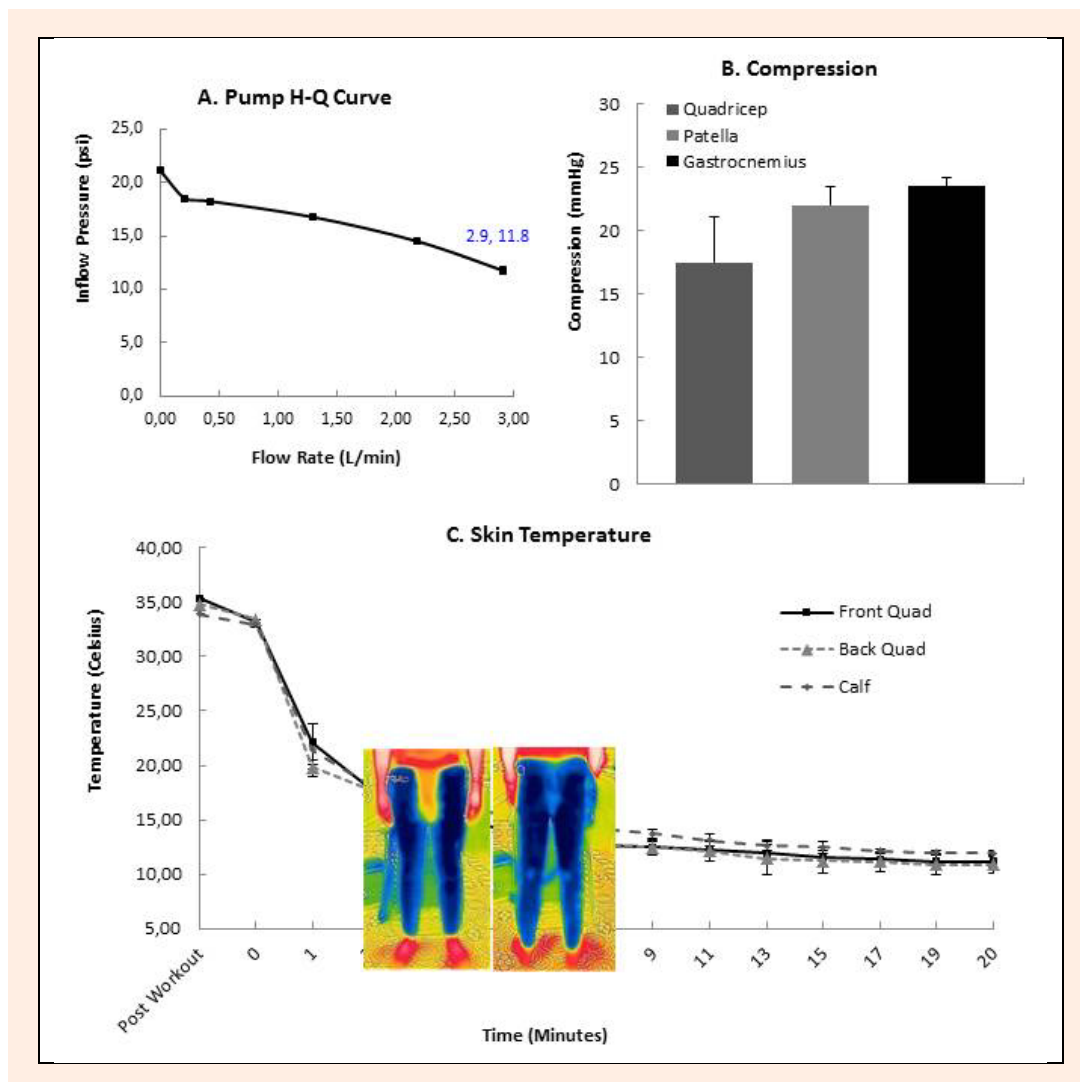 A. Pump H-Q Curve
Inflow Pressure (psi)
25,0
20,0
15,0
10,0
5,0
0,0
2.9, 11.8
0,00 0,50 1,00 1,50 2,00 2,50 3,00
Flow Rate (L/min)
B. Compression
Compression (mmHg)
30
25
20
15
10
5
0
Quadricep
Patella
Gastrocnemius
C. Skin Temperature
Temperature (Celsius)
40,00
35,00
30,00
25,00
20,00
15,00
10,00
5,00
Front Quad
Back Quad
Calf
Post Workout 0 1 9 11 13 15 17 19 20
Time (Minutes)